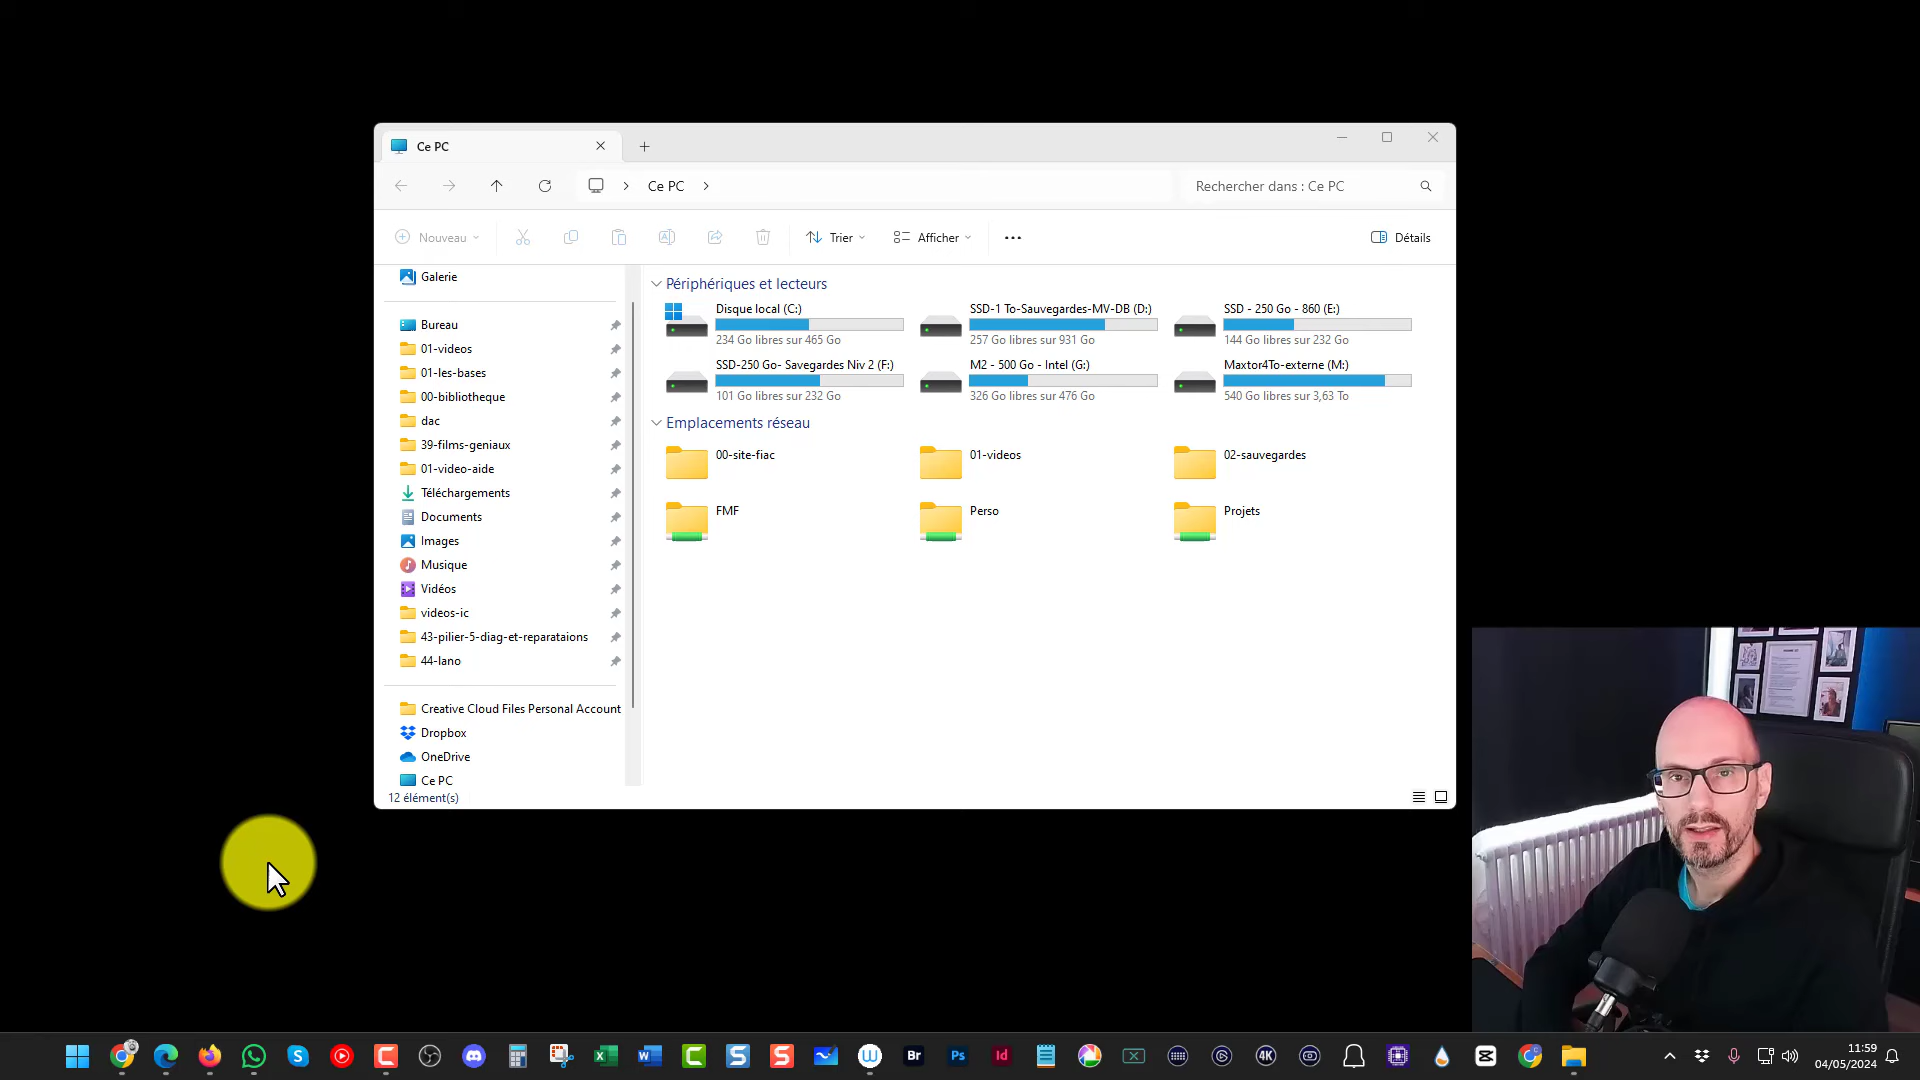 Ce PC
Ce PC
Rechercher dans : Ce PC
Nouveau
Trier
Afficher
Détails
Galerie
Bureau
01-videos
01-les-bases
00-bibliotheque
dac
39-films-geniaux
01-video-aide
Téléchargements
Documents
Images
Musique
Vidéos
videos-ic
43-pilier-5-diag-et-reparataions
44-lano
Creative Cloud Files Personal Account
Dropbox
OneDrive
Ce PC
12 élément(s)
Périphériques et lecteurs
Disque local (C:)
234 Go libres sur 465 Go
SSD-1 To-Sauvegardes-MV-DB (D:)
257 Go libres sur 931 Go
SSD - 250 Go - 860 (E:)
144 Go libres sur 232 Go
SSD-250 Go- Savegardes Niv 2 (F:)
101 Go libres sur 232 Go
M2 - 500 Go - Intel (G:)
326 Go libres sur 476 Go
Maxtor4To-externe (M:)
540 Go libres sur 3,63 To
Emplacements réseau
00-site-fiac
01-videos
02-sauvegardes
FMF
Perso
Projets
Br
Ps
Id
4K
11:59
04/05/2024